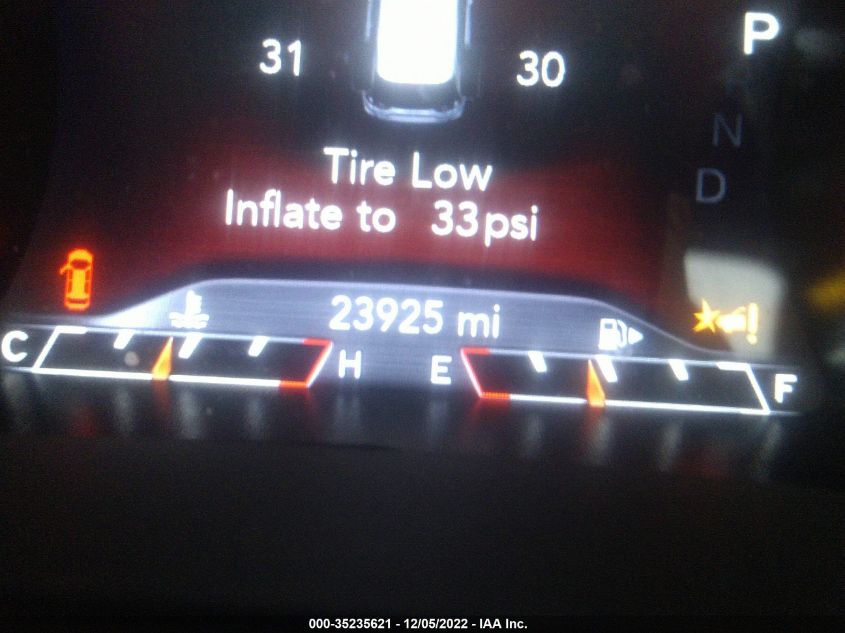 P
31 30
N
Tire Low
D
Inflate to 33psi
23925 mi
C H E F
000-35235621 - 12/05/2022 - IAA Inc.